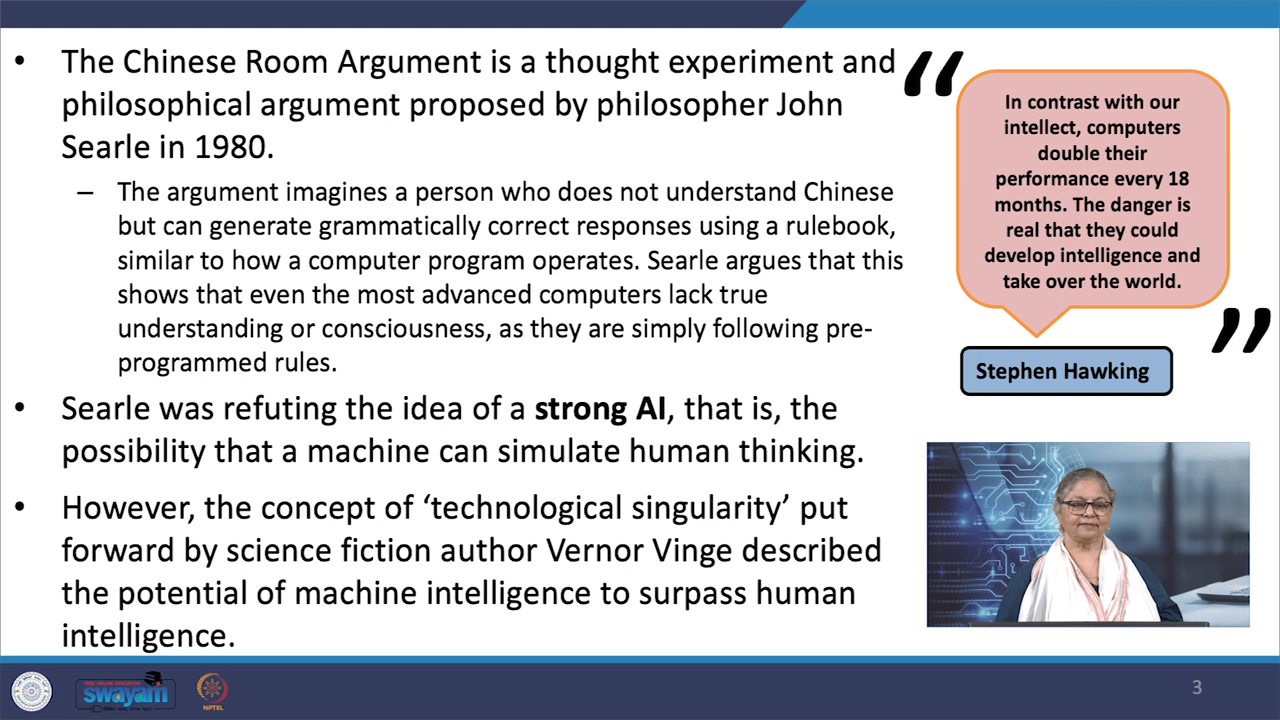 • The Chinese Room Argument is a thought experiment and
philosophical argument proposed by philosopher John
Searle in 1980.
– The argument imagines a person who does not understand Chinese
but can generate grammatically correct responses using a rulebook,
similar to how a computer program operates. Searle argues that this
shows that even the most advanced computers lack true
understanding or consciousness, as they are simply following pre-
programmed rules.
• Searle was refuting the idea of a strong AI, that is, the
possibility that a machine can simulate human thinking.
• However, the concept of ‘technological singularity’ put
forward by science fiction author Vernor Vinge described
the potential of machine intelligence to surpass human
intelligence.
“
In contrast with our
intellect, computers
double their
performance every 18
months. The danger is
real that they could
develop intelligence and
take over the world.
”
Stephen Hawking
swayam
NPTEL
3